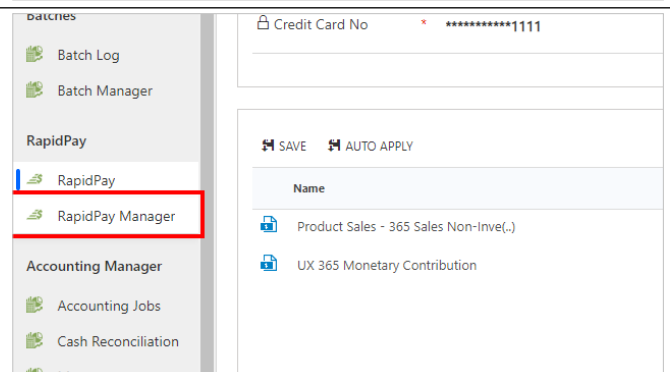 Batches
Credit Card No * ***********1111
Batch Log
Batch Manager
RapidPay
SAVE AUTO APPLY
RapidPay
Name
RapidPay Manager
Product Sales - 365 Sales Non-Inve(..)
UX 365 Monetary Contribution
Accounting Manager
Accounting Jobs
Cash Reconciliation